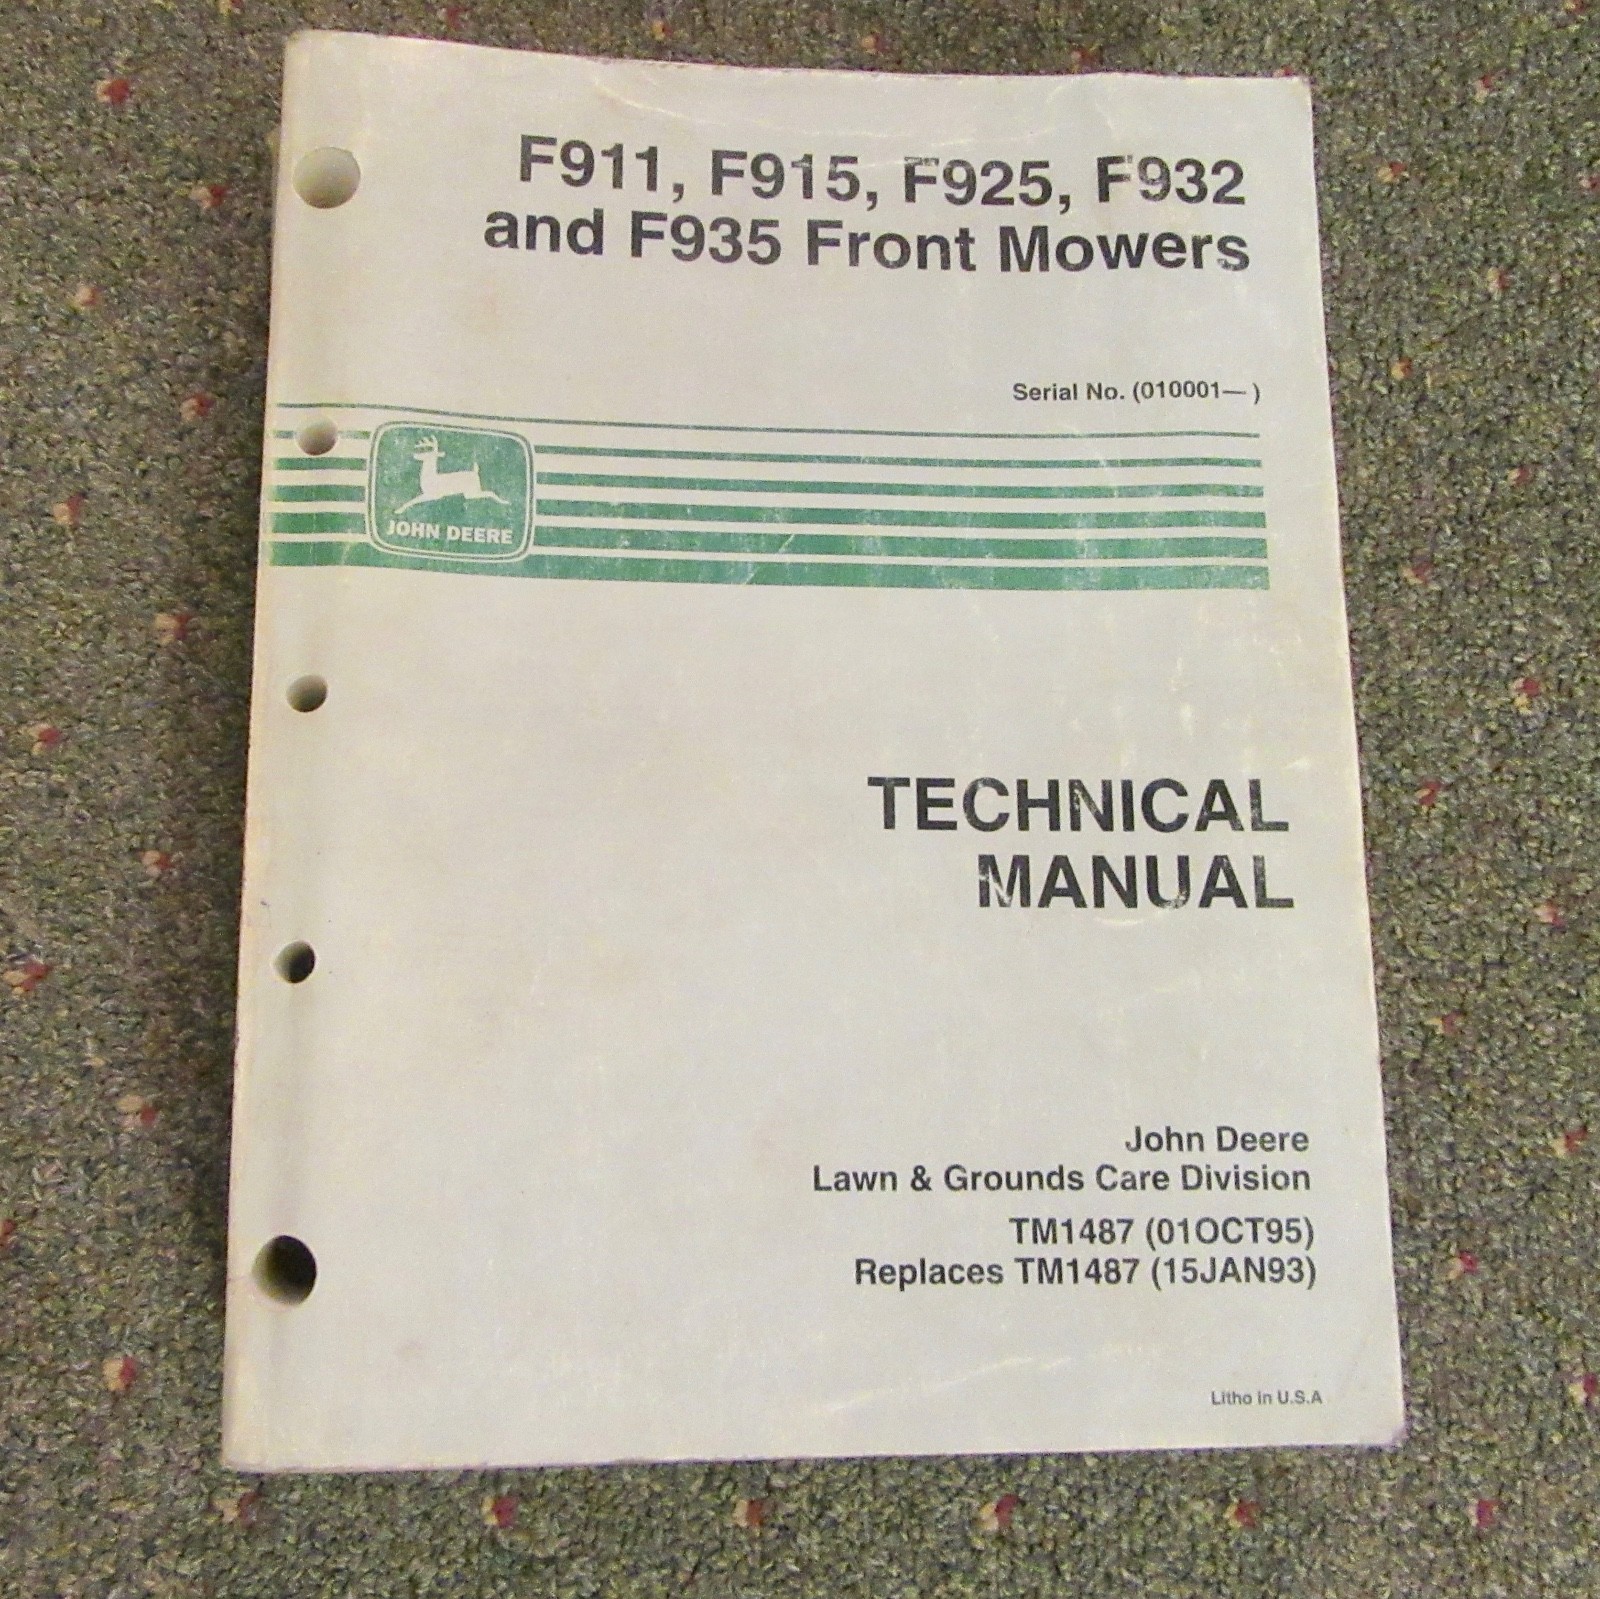 F911, F915, F925, F932
and F935 Front Mowers
Serial No. (010001— )
JOHN DEERE
TECHNICAL
MANUAL
John Deere
Lawn & Grounds Care Division
TM1487 (01OCT95)
Replaces TM1487 (15JAN93)
Litho in U.S.A